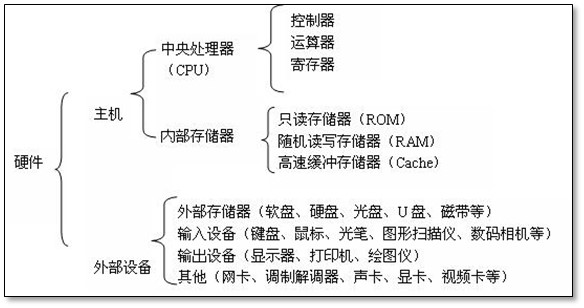 硬件
主机
中央处理器
（CPU）
控制器
运算器
寄存器
内部存储器
只读存储器（ROM）
随机读写存储器（RAM）
高速缓冲存储器（Cache）
外部设备
外部存储器（软盘、硬盘、光盘、U盘、磁带等）
输入设备（键盘、鼠标、光笔、图形扫描仪、数码相机等）
输出设备（显示器、打印机、绘图仪）
其他（网卡、调制解调器、声卡、显卡、视频卡等）